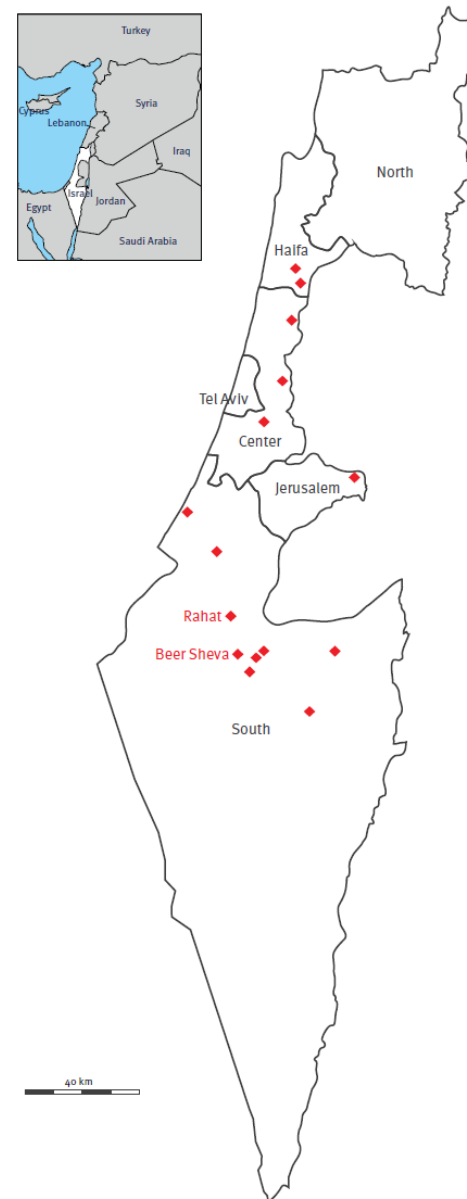 Turkey
Cyprus
Syria
Lebanon
Iraq
Israel
Jordan
Egypt
Saudi Arabia
North
Haifa
Tel Aviv
Center
Jerusalem
Rahat
Beer Sheva
South
40 km